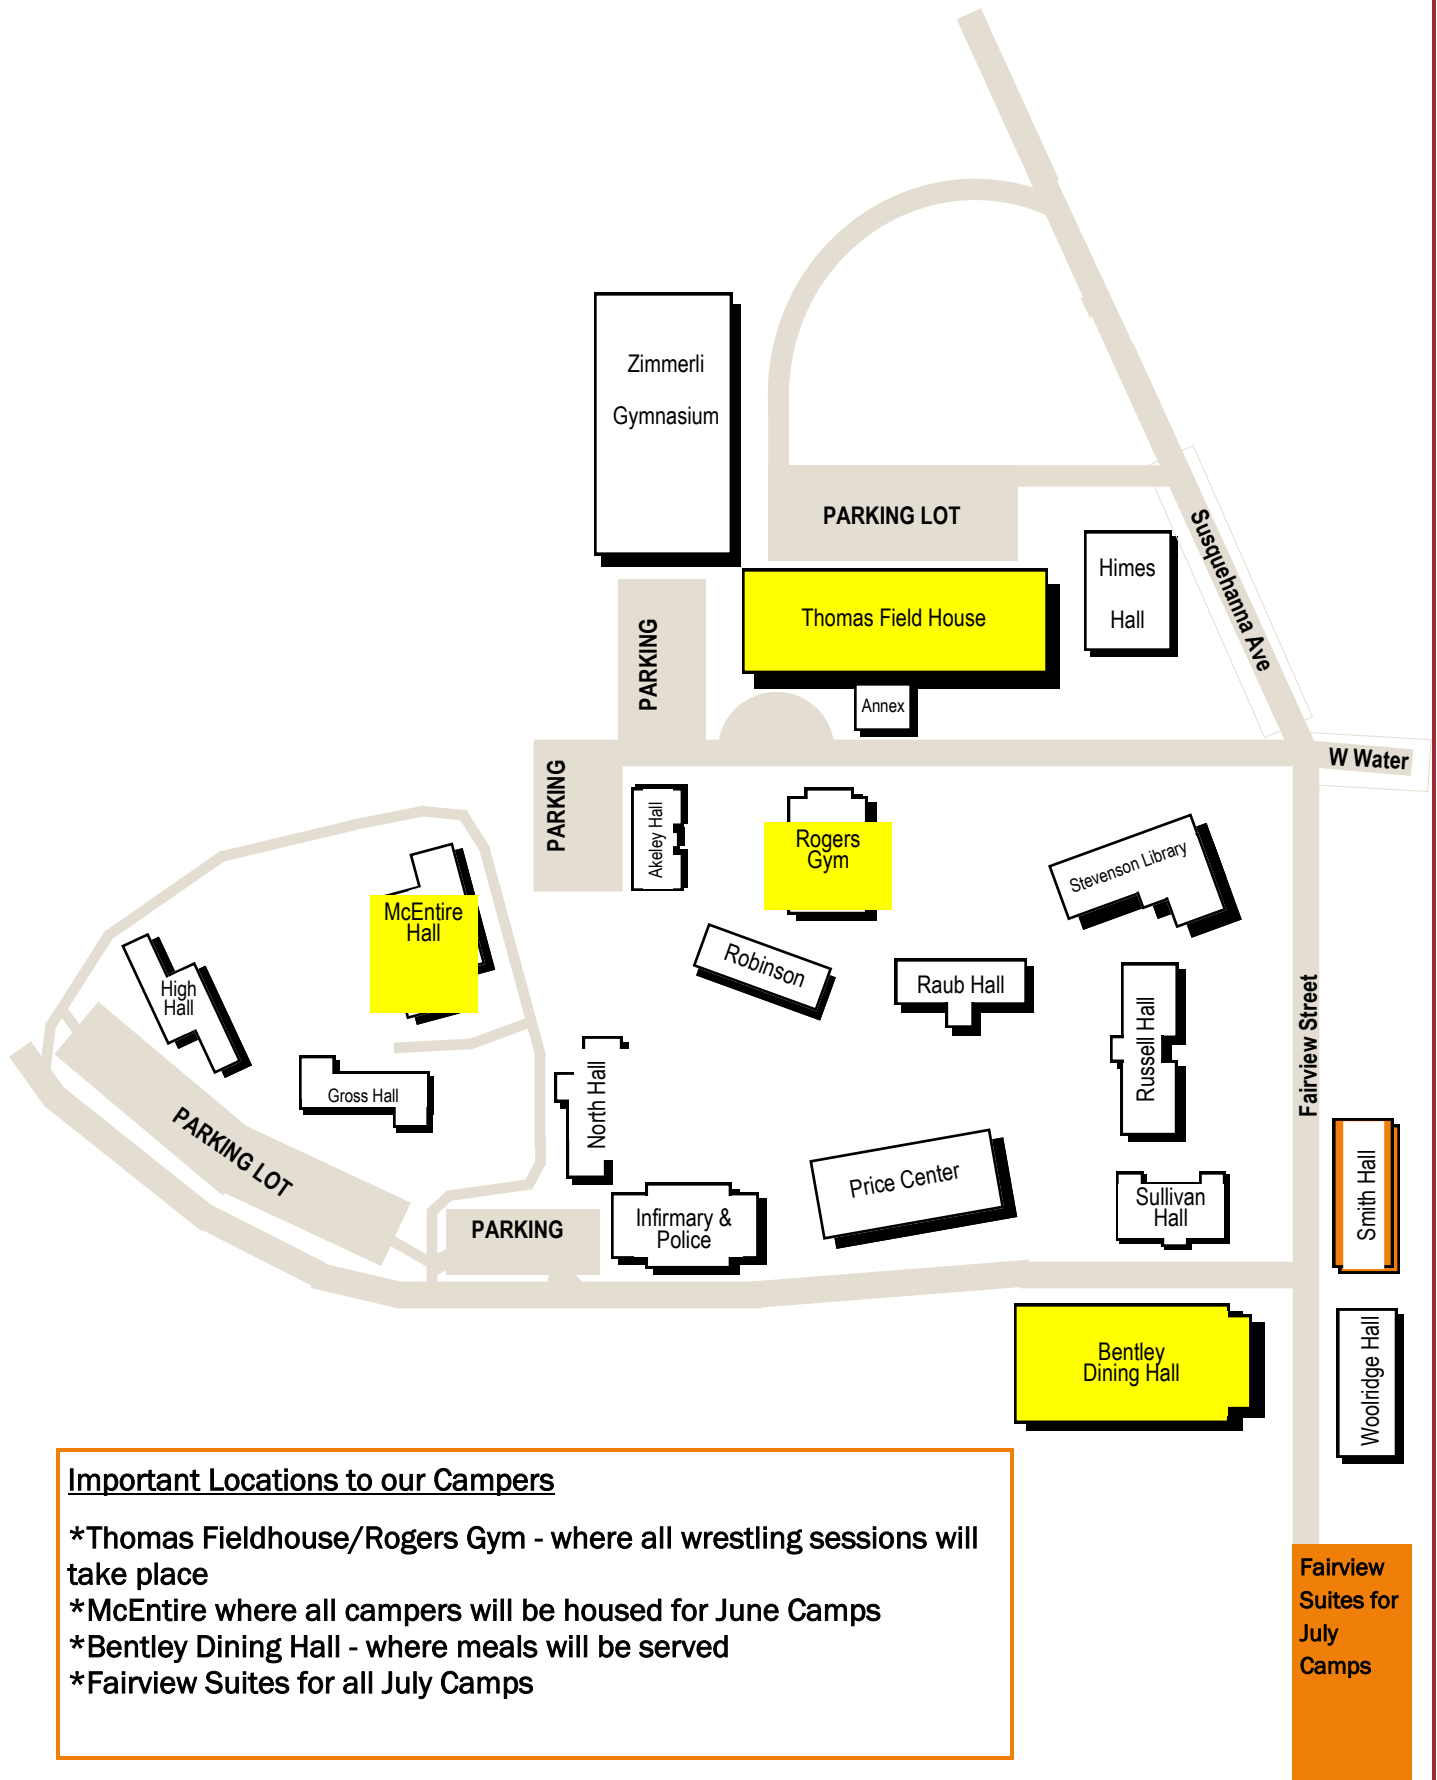 Zimmerli
Gymnasium
PARKING LOT
Susquehanna Ave
Himes
Hall
Thomas Field House
PARKING
Annex
W Water
PARKING
Akeley Hall
Rogers
Gym
Stevenson Library
McEntire
Hall
Robinson
High
Hall
Raub Hall
Fairview Street
Russell Hall
North Hall
Gross Hall
PARKING LOT
Smith Hall
Price Center
Sullivan
Hall
PARKING
Infirmary &
Police
Bentley
Dining Hall
Woolridge Hall
Important Locations to our Campers
*Thomas Fieldhouse/Rogers Gym - where all wrestling sessions will
take place
*McEntire where all campers will be housed for June Camps
*Bentley Dining Hall - where meals will be served
*Fairview Suites for all July Camps
Fairview
Suites for
July
Camps